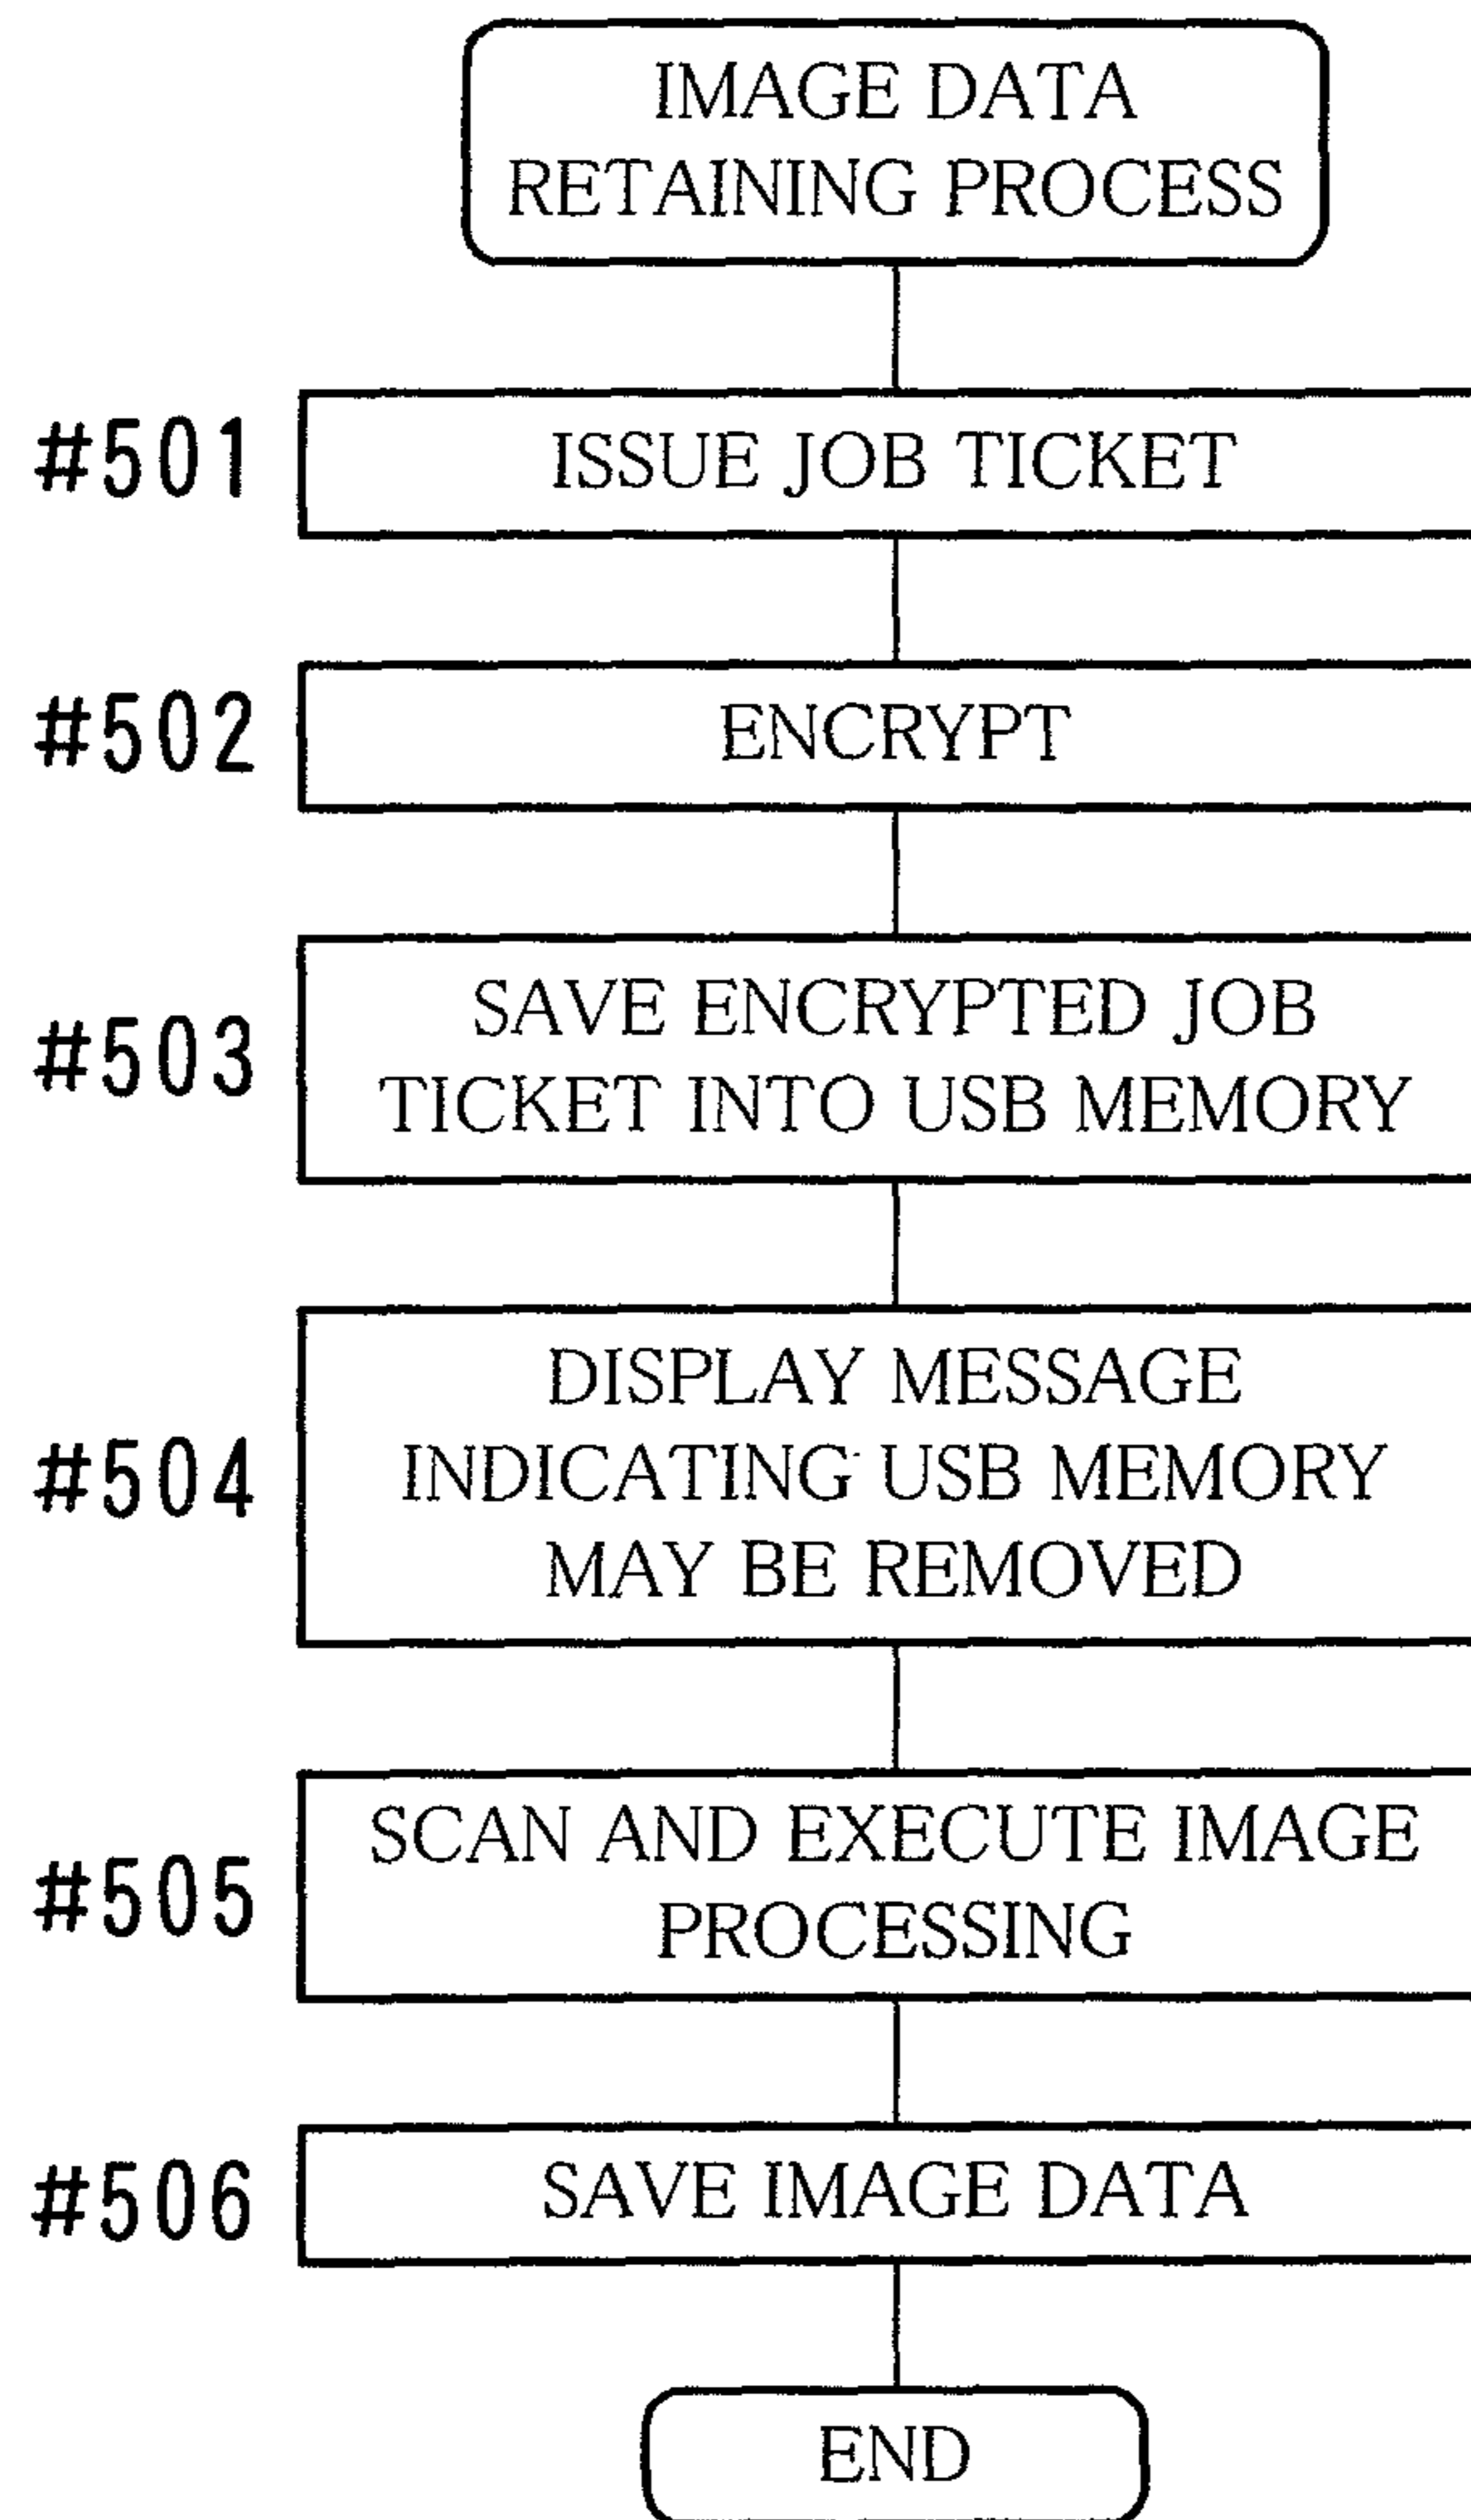 IMAGE DATA
RETAINING PROCESS
#501
ISSUE JOB TICKET
#502
ENCRYPT
#503
SAVE ENCRYPTED JOB
TICKET INTO USB MEMORY
#504
DISPLAY MESSAGE
INDICATING USB MEMORY
MAY BE REMOVED
#505
SCAN AND EXECUTE IMAGE
PROCESSING
#506
SAVE IMAGE DATA
END